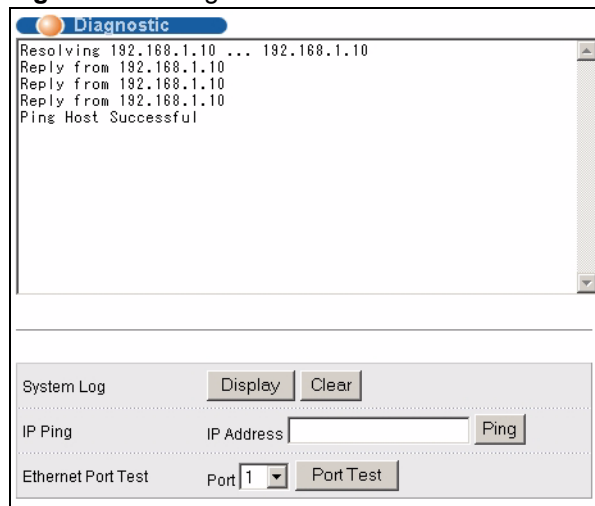 Diagnostic
Resolving 192.168.1.10 ... 192.168.1.10
Reply from 192.168.1.10
Reply from 192.168.1.10
Reply from 192.168.1.10
Ping Host Successful
System Log Display Clear
IP Ping IP Address Ping
Ethernet Port Test Port 1 Port Test